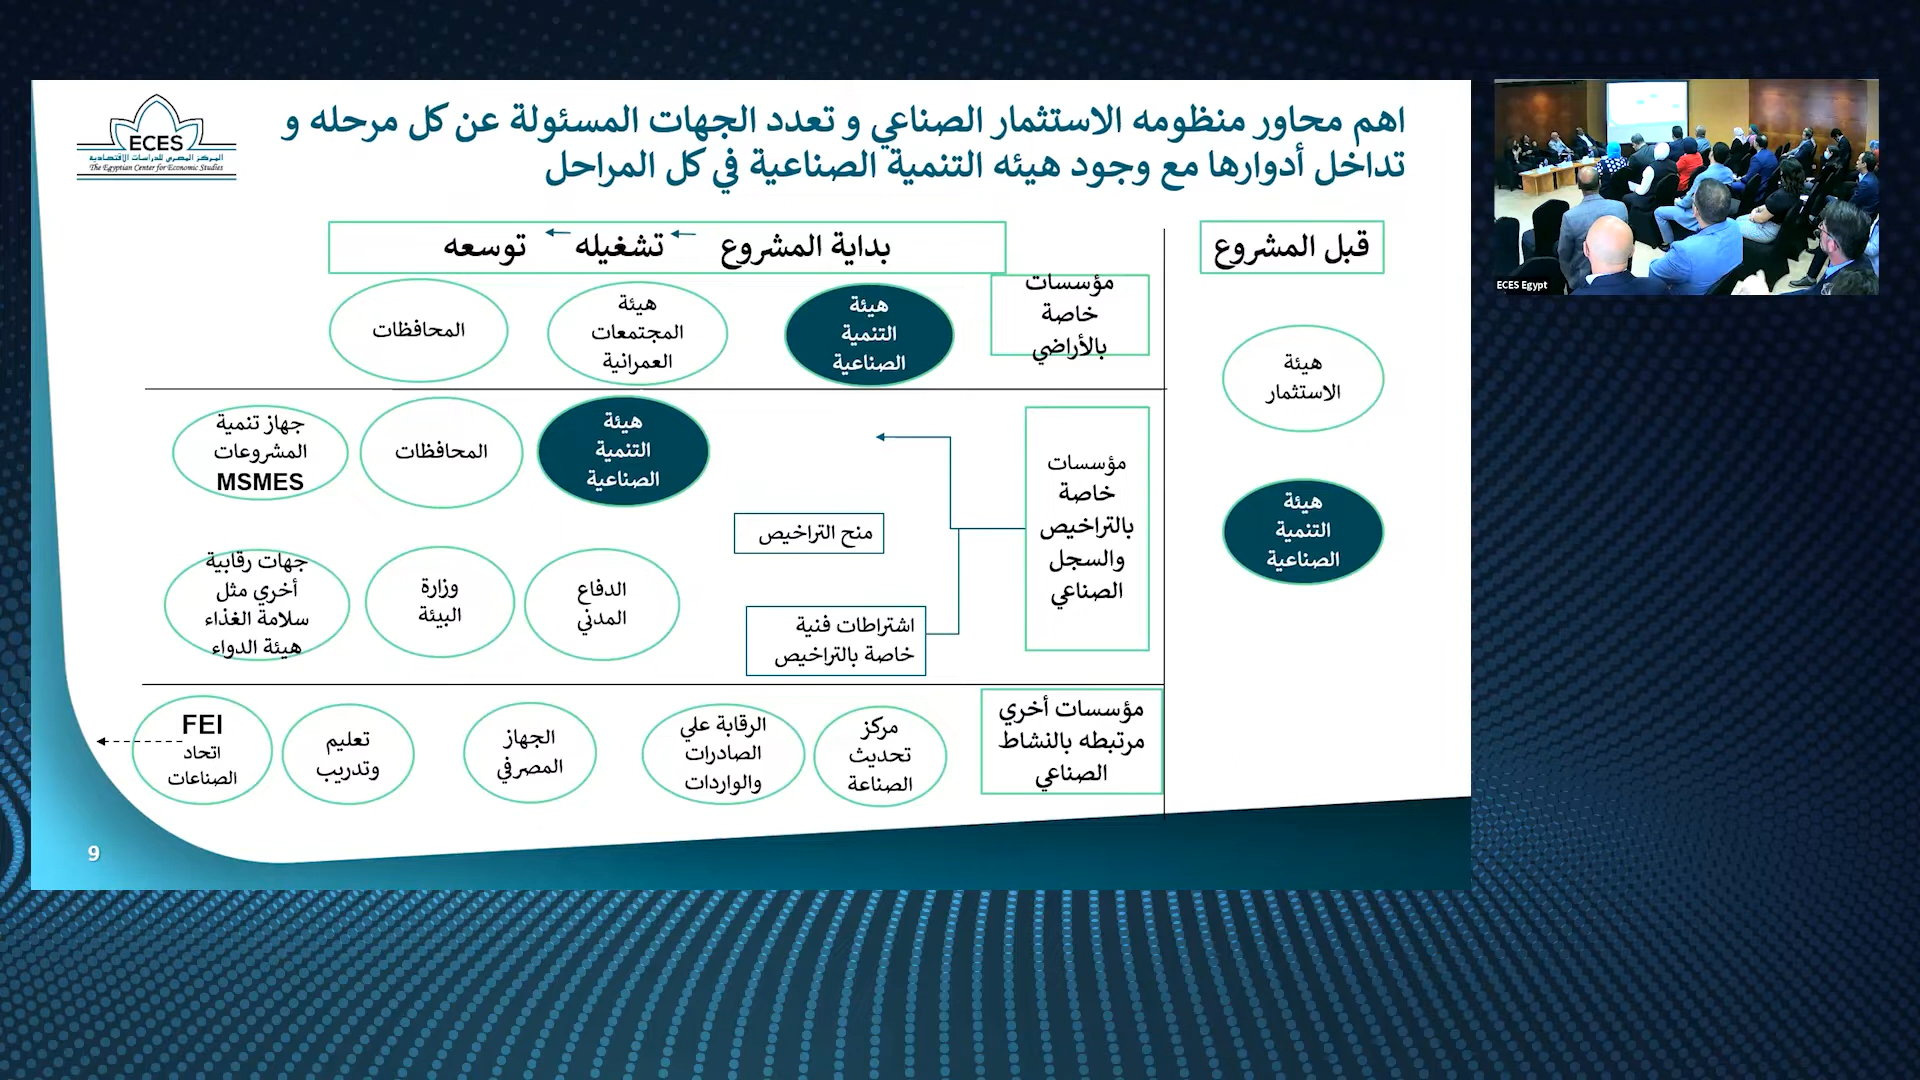 اهم محاور منظومه الاستثمار الصناعي و تعدد الجهات المسئولة عن كل مرحله و
تداخل أدوارها مع وجود هيئه التنمية الصناعية في كل المراحل
ECES
المركز المصري للدراسات الاقتصادية
The Egyptian Center for Economic Studies
قبل المشروع
هيئة
الاستثمار
هيئة
التنمية
الصناعية
بداية المشروع
تشغيله
توسعه
مؤسسات
خاصة
بالأراضي
هيئة
التنمية
الصناعية
هيئة
المجتمعات
العمرانية
المحافظات
مؤسسات
خاصة
بالتراخيص
والسجل
الصناعي
منح التراخيص
هيئة
التنمية
الصناعية
المحافظات
جهاز تنمية
المشروعات
MSMES
اشتراطات فنية
خاصة بالتراخيص
الدفاع
المدني
وزارة
البيئة
جهات رقابية
أخري مثل
سلامة الغذاء
هيئة الدواء
مؤسسات أخري
مرتبطه بالنشاط
الصناعي
مركز
تحديث
الصناعة
الرقابة علي
الصادرات
والواردات
الجهاز
المصرفي
تعليم
وتدريب
FEI
اتحاد
الصناعات
9
ECES Egypt